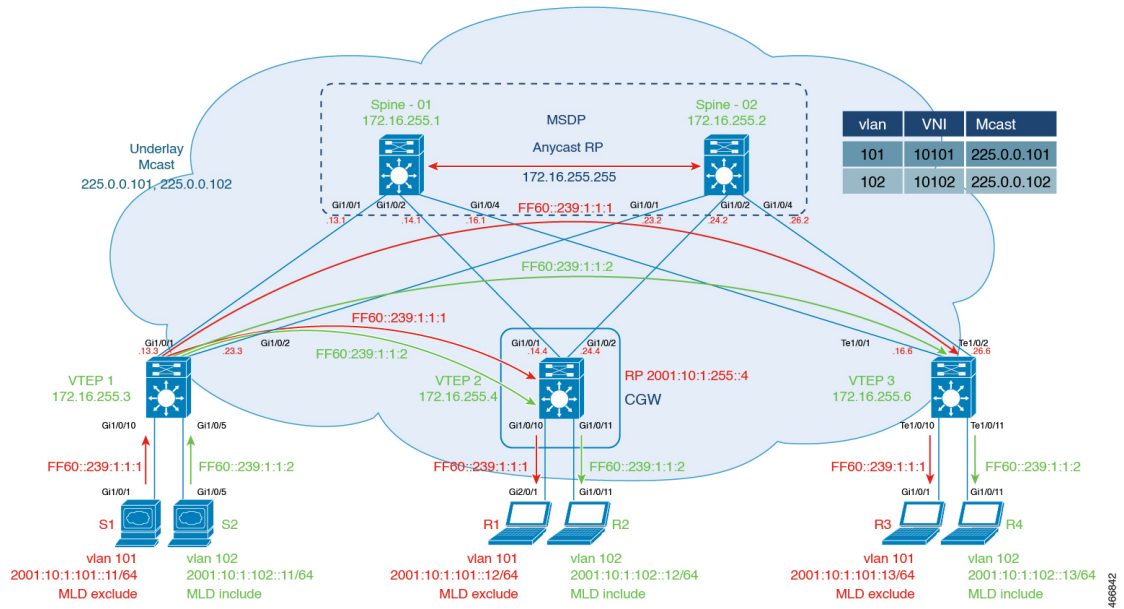 Spine - 01
172.16.255.1
MSDP
Spine - 02
172.16.255.2
Anycast RP
172.16.255.255
vlan VNI Mcast
101 10101 225.0.0.101
102 10102 225.0.0.102
Underlay
Mcast
225.0.0.101, 225.0.0.102
Gi1/0/1 Gi1/0/2 Gi1/0/4 Gi1/0/1 Gi1/0/2 Gi1/0/4
.13.1 .14.1 .16.1 .23.2 .24.2 .26.2
FF60::239:1:1:1
FF60:239:1:1:2
FF60::239:1:1:1
FF60:239:1:1:2
Gi1/0/1 Gi1/0/2
.13.3 .23.3
Gi1/0/1 Gi1/0/2
.14.4 .24.4
Te1/0/1 Te1/0/2
.16.6 26.6
VTEP 1
172.16.255.3
VTEP 2
172.16.255.4
RP 2001:10:1:255::4
CGW
VTEP 3
172.16.255.6
Gi1/0/10 Gi1/0/5
Gi1/0/10 Gi1/0/11
Te1/0/10 Te1/0/11
FF60::239:1:1:1 FF60::239:1:1:2
FF60::239:1:1:1 FF60::239:1:1:2
FF60::239:1:1:1 FF60::239:1:1:2
Gi1/0/1 Gi1/0/5
Gi2/0/1 Gi1/0/11
Gi1/0/1 Gi1/0/11
S1 S2
R1 R2
R3 R4
vlan 101
2001:10:1:101::11/64
MLD exclude
vlan 102
2001:10:1:102::11/64
MLD include
vlan 101
2001:10:1:101::12/64
MLD exclude
vlan 102
2001:10:1:102::12/64
MLD include
vlan 101
2001:10:1:101:13/64
MLD exclude
vlan 102
2001:10:1:102::13/64
MLD include
466842